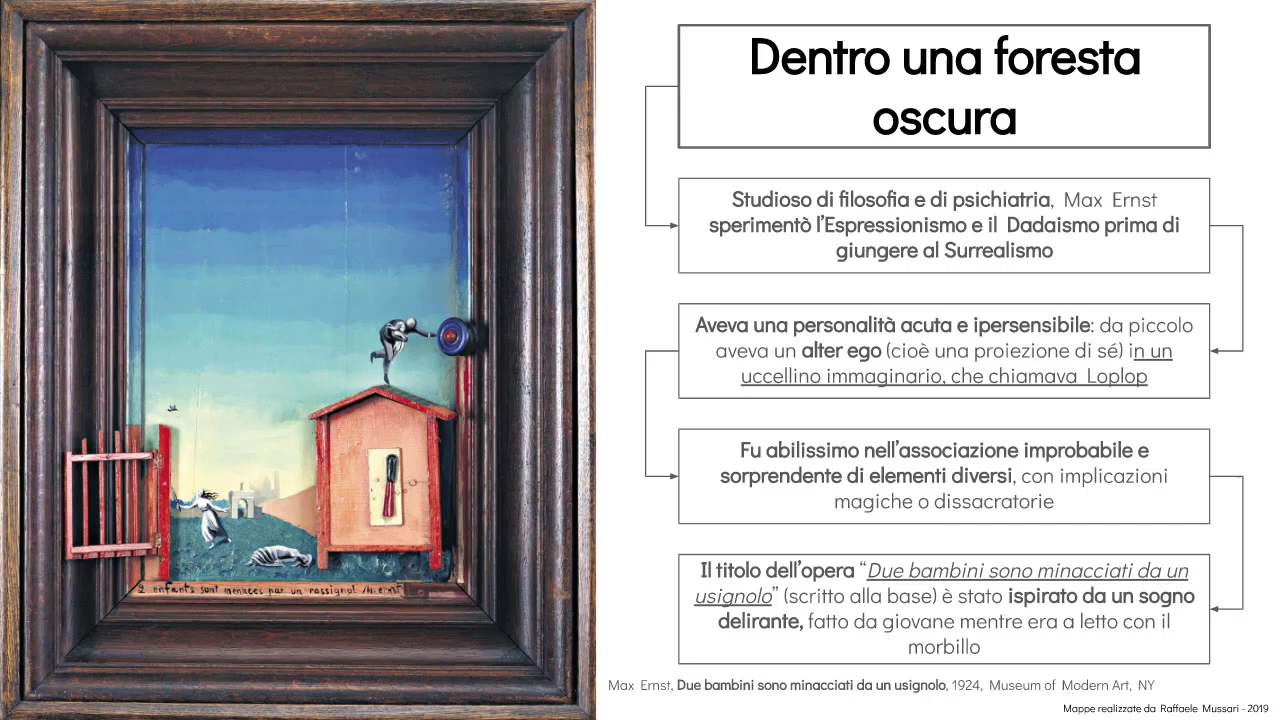 Dentro una foresta
oscura
Studioso di filosofia e di psichiatria, Max Ernst
sperimentò l'Espressionismo e il Dadaismo prima di
giungere al Surrealismo
Aveva una personalità acuta e ipersensibile: da piccolo
aveva un alter ego (cioè una proiezione di sé) in un
uccellino immaginario, che chiamava Loplop
Fu abilissimo nell'associazione improbabile e
sorprendente di elementi diversi, con implicazioni
magiche o dissacratorie
Il titolo dell'opera “Due bambini sono minacciati da un
usignolo” (scritto alla base) è stato ispirato da un sogno
delirante, fatto da giovane mentre era a letto con il
morbillo
2 enfants sont menacés par un rossignol /m. ernst
Max Ernst, Due bambini sono minacciati da un usignolo, 1924, Museum of Modern Art, NY
Mappe realizzate da Raffaele Mussari - 2019